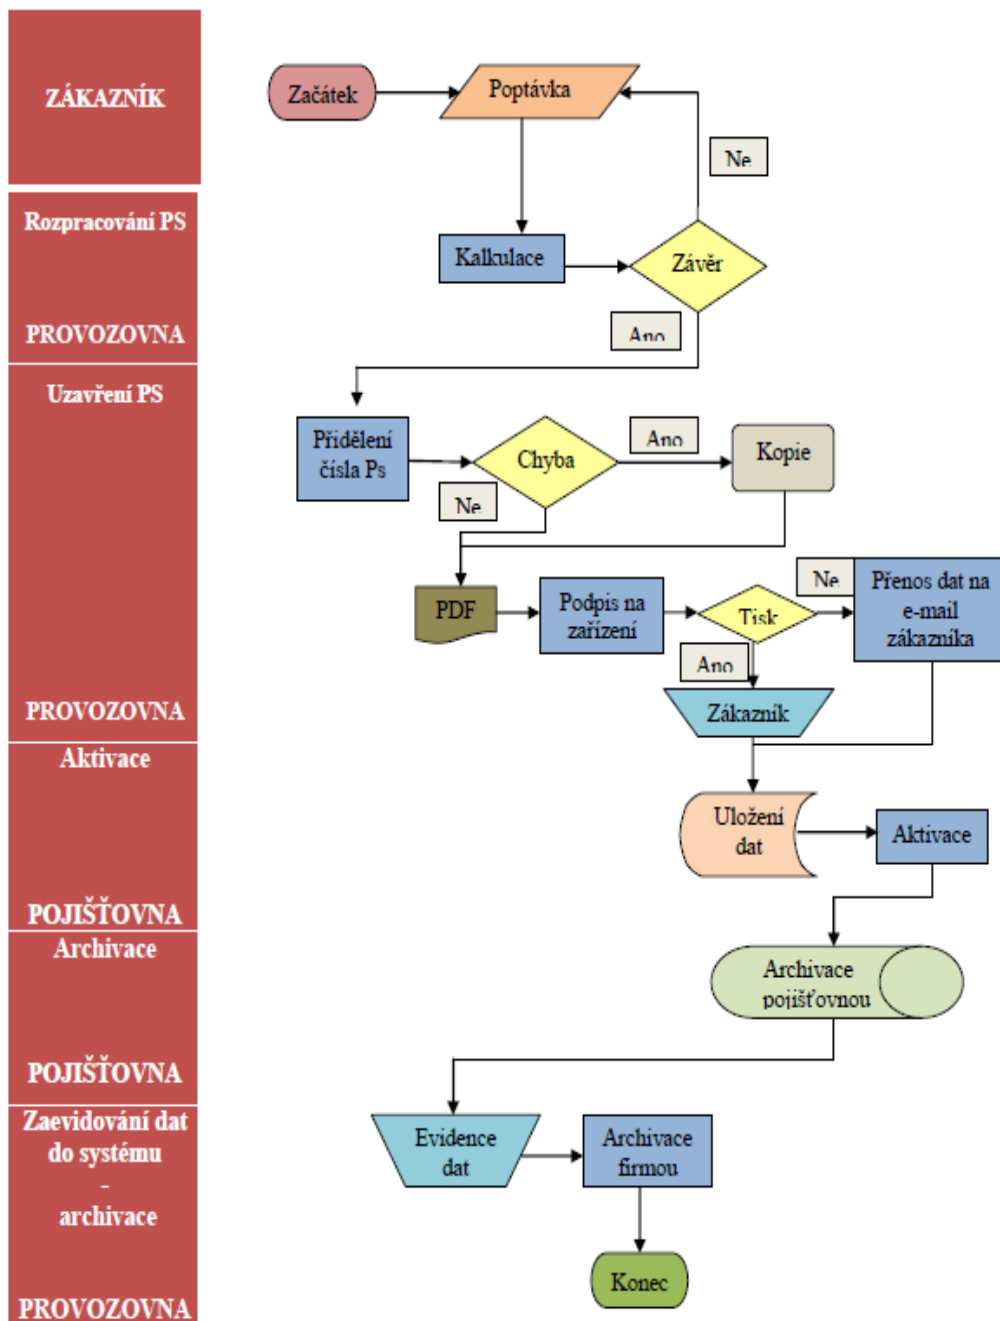 ZÁKAZNÍK
Začátek
Poptávka
Ne
Rozpracování PS
PROVOZOVNA
Kalkulace
Závěr
Ano
Uzavření PS
PROVOZOVNA
Přidělení
čísla Ps
Chyba
Ano
Kopie
Ne
PDF
Podpis na
zařízení
Tisk
Ne
Přenos dat na
e-mail
zákazníka
Ano
Zákazník
Aktivace
POJIŠŤOVNA
Uložení
dat
Aktivace
Archivace
POJIŠŤOVNA
Archivace
pojišťovnou
Zaevidování dat
do systému
-
archivace
PROVOZOVNA
Evidence
dat
Archivace
firmou
Konec